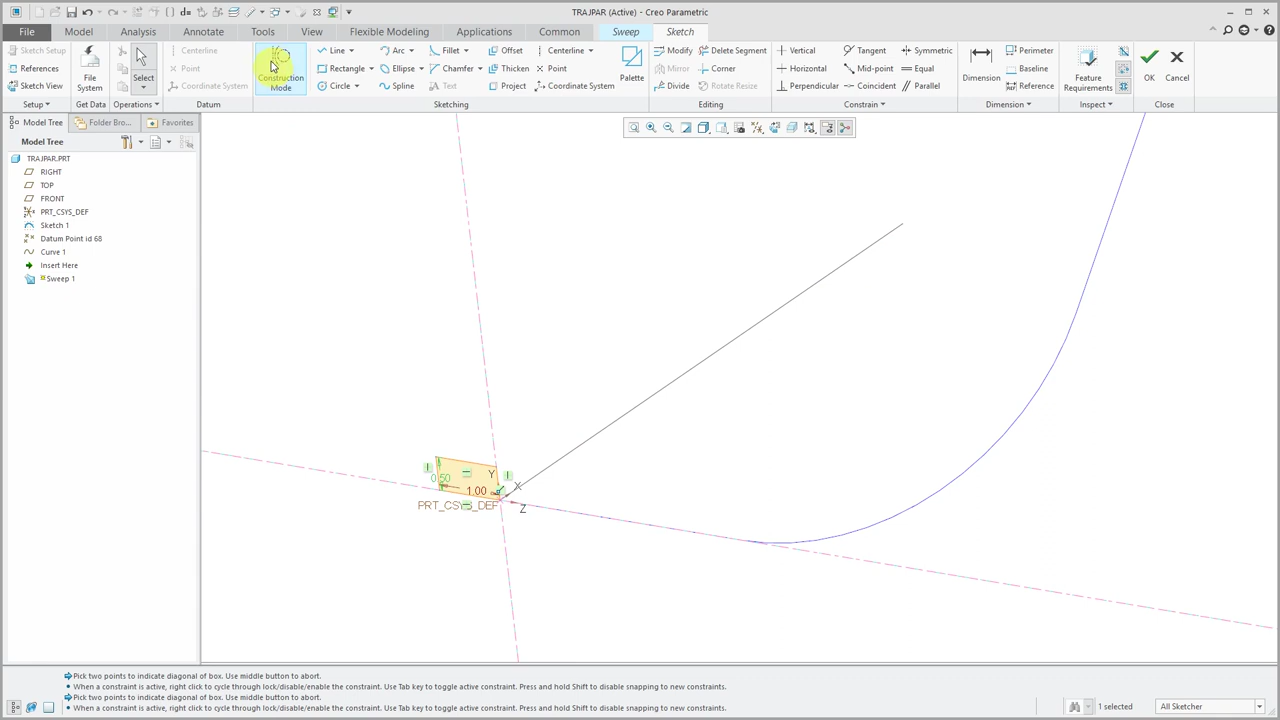 TRAJPAR (Active) - Creo Parametric
File Model Analysis Annotate Tools View Flexible Modeling Applications Common Sweep Sketch
Sketch Setup
References
Sketch View
File System
Select
Centerline
Point
Coordinate System
Construction Mode
Line Arc Fillet Offset Centerline
Rectangle Ellipse Chamfer Thicken Point
Circle Spline Text Project Coordinate System
Palette
Modify Delete Segment
Mirror Corner
Divide Rotate Resize
Vertical Tangent Symmetric
Horizontal Mid-point Equal
Perpendicular Coincident Parallel
Dimension
Perimeter
Baseline
Reference
Feature Requirements
OK
Cancel
Setup Get Data Operations Datum Sketching Editing Constrain Dimension Inspect Close
Model Tree Folder Bro... Favorites
Model Tree
TRAJPAR.PRT
RIGHT
TOP
FRONT
PRT_CSYS_DEF
Sketch 1
Datum Point id 68
Curve 1
Insert Here
Sweep 1
Y
0.50
1.00
X
PRT_CSYS_DEF
Z
Pick two points to indicate diagonal of box. Use middle button to abort.
When a constraint is active, right click to cycle through lock/disable/enable the constraint. Use Tab key to toggle active constraint. Press and hold Shift to disable snapping to new constraints.
Pick two points to indicate diagonal of box. Use middle button to abort.
When a constraint is active, right click to cycle through lock/disable/enable the constraint. Use Tab key to toggle active constraint. Press and hold Shift to disable snapping to new constraints.
1 selected
All Sketcher